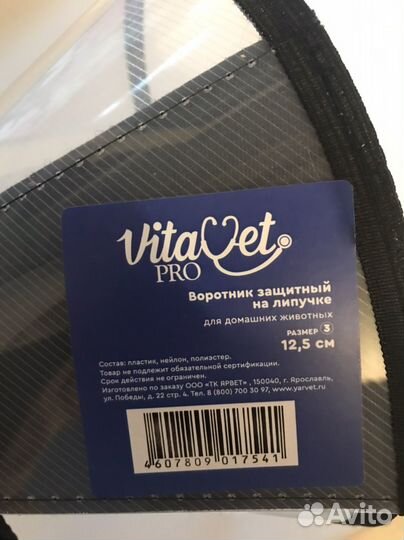 VitaVet
PRO
Воротник защитный
на липучке
для домашних животных
РАЗМЕР 3
12,5 см
Состав: пластик, нейлон, полиэстер.
Товар не подлежит обязательной сертификации.
Срок действия не ограничен.
Изготовлено по заказу ООО «ТК ЯРВЕТ», 150040, г. Ярославль,
ул. Победы, д. 22 стр. 4. Тел. 8 (800) 700 30 97, www.yarvet.ru
4607809 017541
Avito